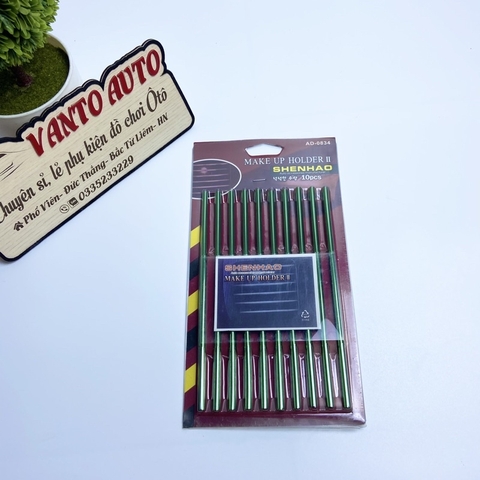 VANTO AUTO
Chuyên sỉ, lẻ phụ kiện đồ chơi Ôtô
Phố Viên- Đức Thắng- Bắc Từ Liêm- HN
0335233229
AD-6834
MAKE UP HOLDER II
SHENHAO
10pcs
SHENHAO
MAKE UP HOLDER II